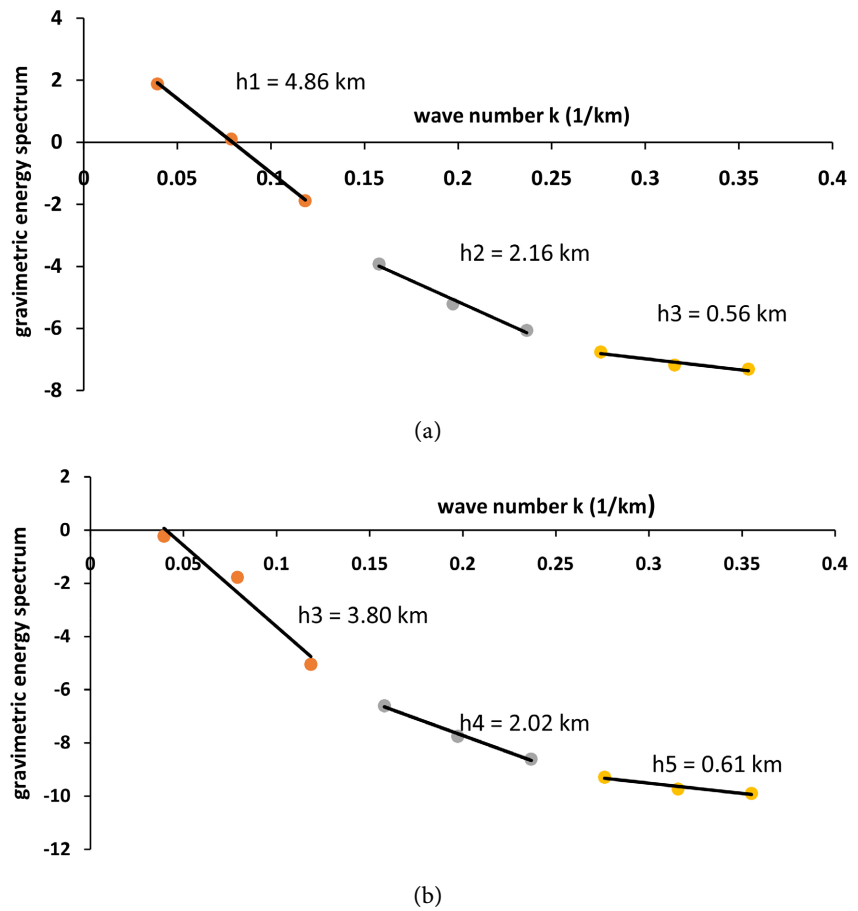 4
2
h1 = 4.86 km
wave number k (1/km)
0
0 0.05 0.1 0.15 0.2 0.25 0.3 0.35 0.4
-2
-4
h2 = 2.16 km
h3 = 0.56 km
-6
-8
gravimetric energy spectrum
(a)
2
wave number k (1/km)
0
0 0.05 0.1 0.15 0.2 0.25 0.3 0.35 0.4
-2
h3 = 3.80 km
-4
-6
h4 = 2.02 km
-8
h5 = 0.61 km
-10
-12
gravimetric energy spectrum
(b)